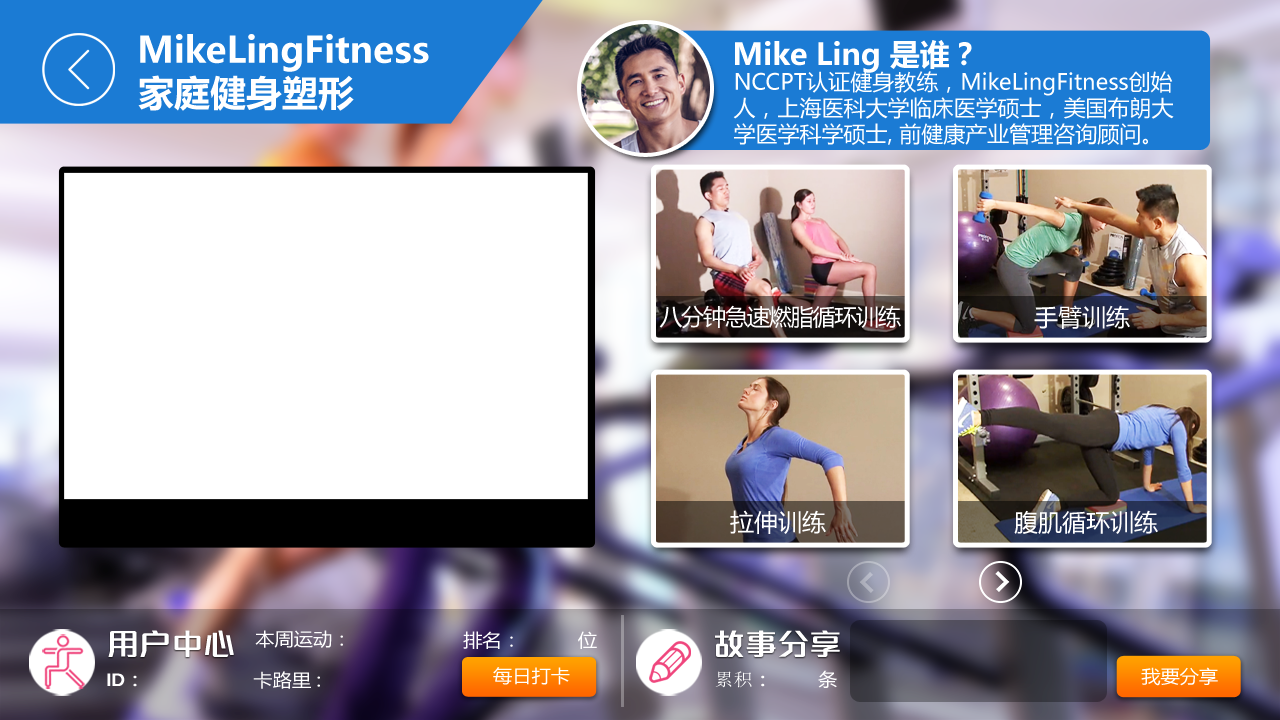 MikeLingFitness
家庭健身塑形
Mike Ling 是谁？
NCCPT认证健身教练，MikeLingFitness创始
人，上海医科大学临床医学硕士，美国布朗大
学医学科学硕士, 前健康产业管理咨询顾问。
八分钟急速燃脂循环训练
手臂训练
拉伸训练
腹肌循环训练
用户中心
本周运动：
排名： 位
ID：
卡路里：
每日打卡
故事分享
累积： 条
我要分享